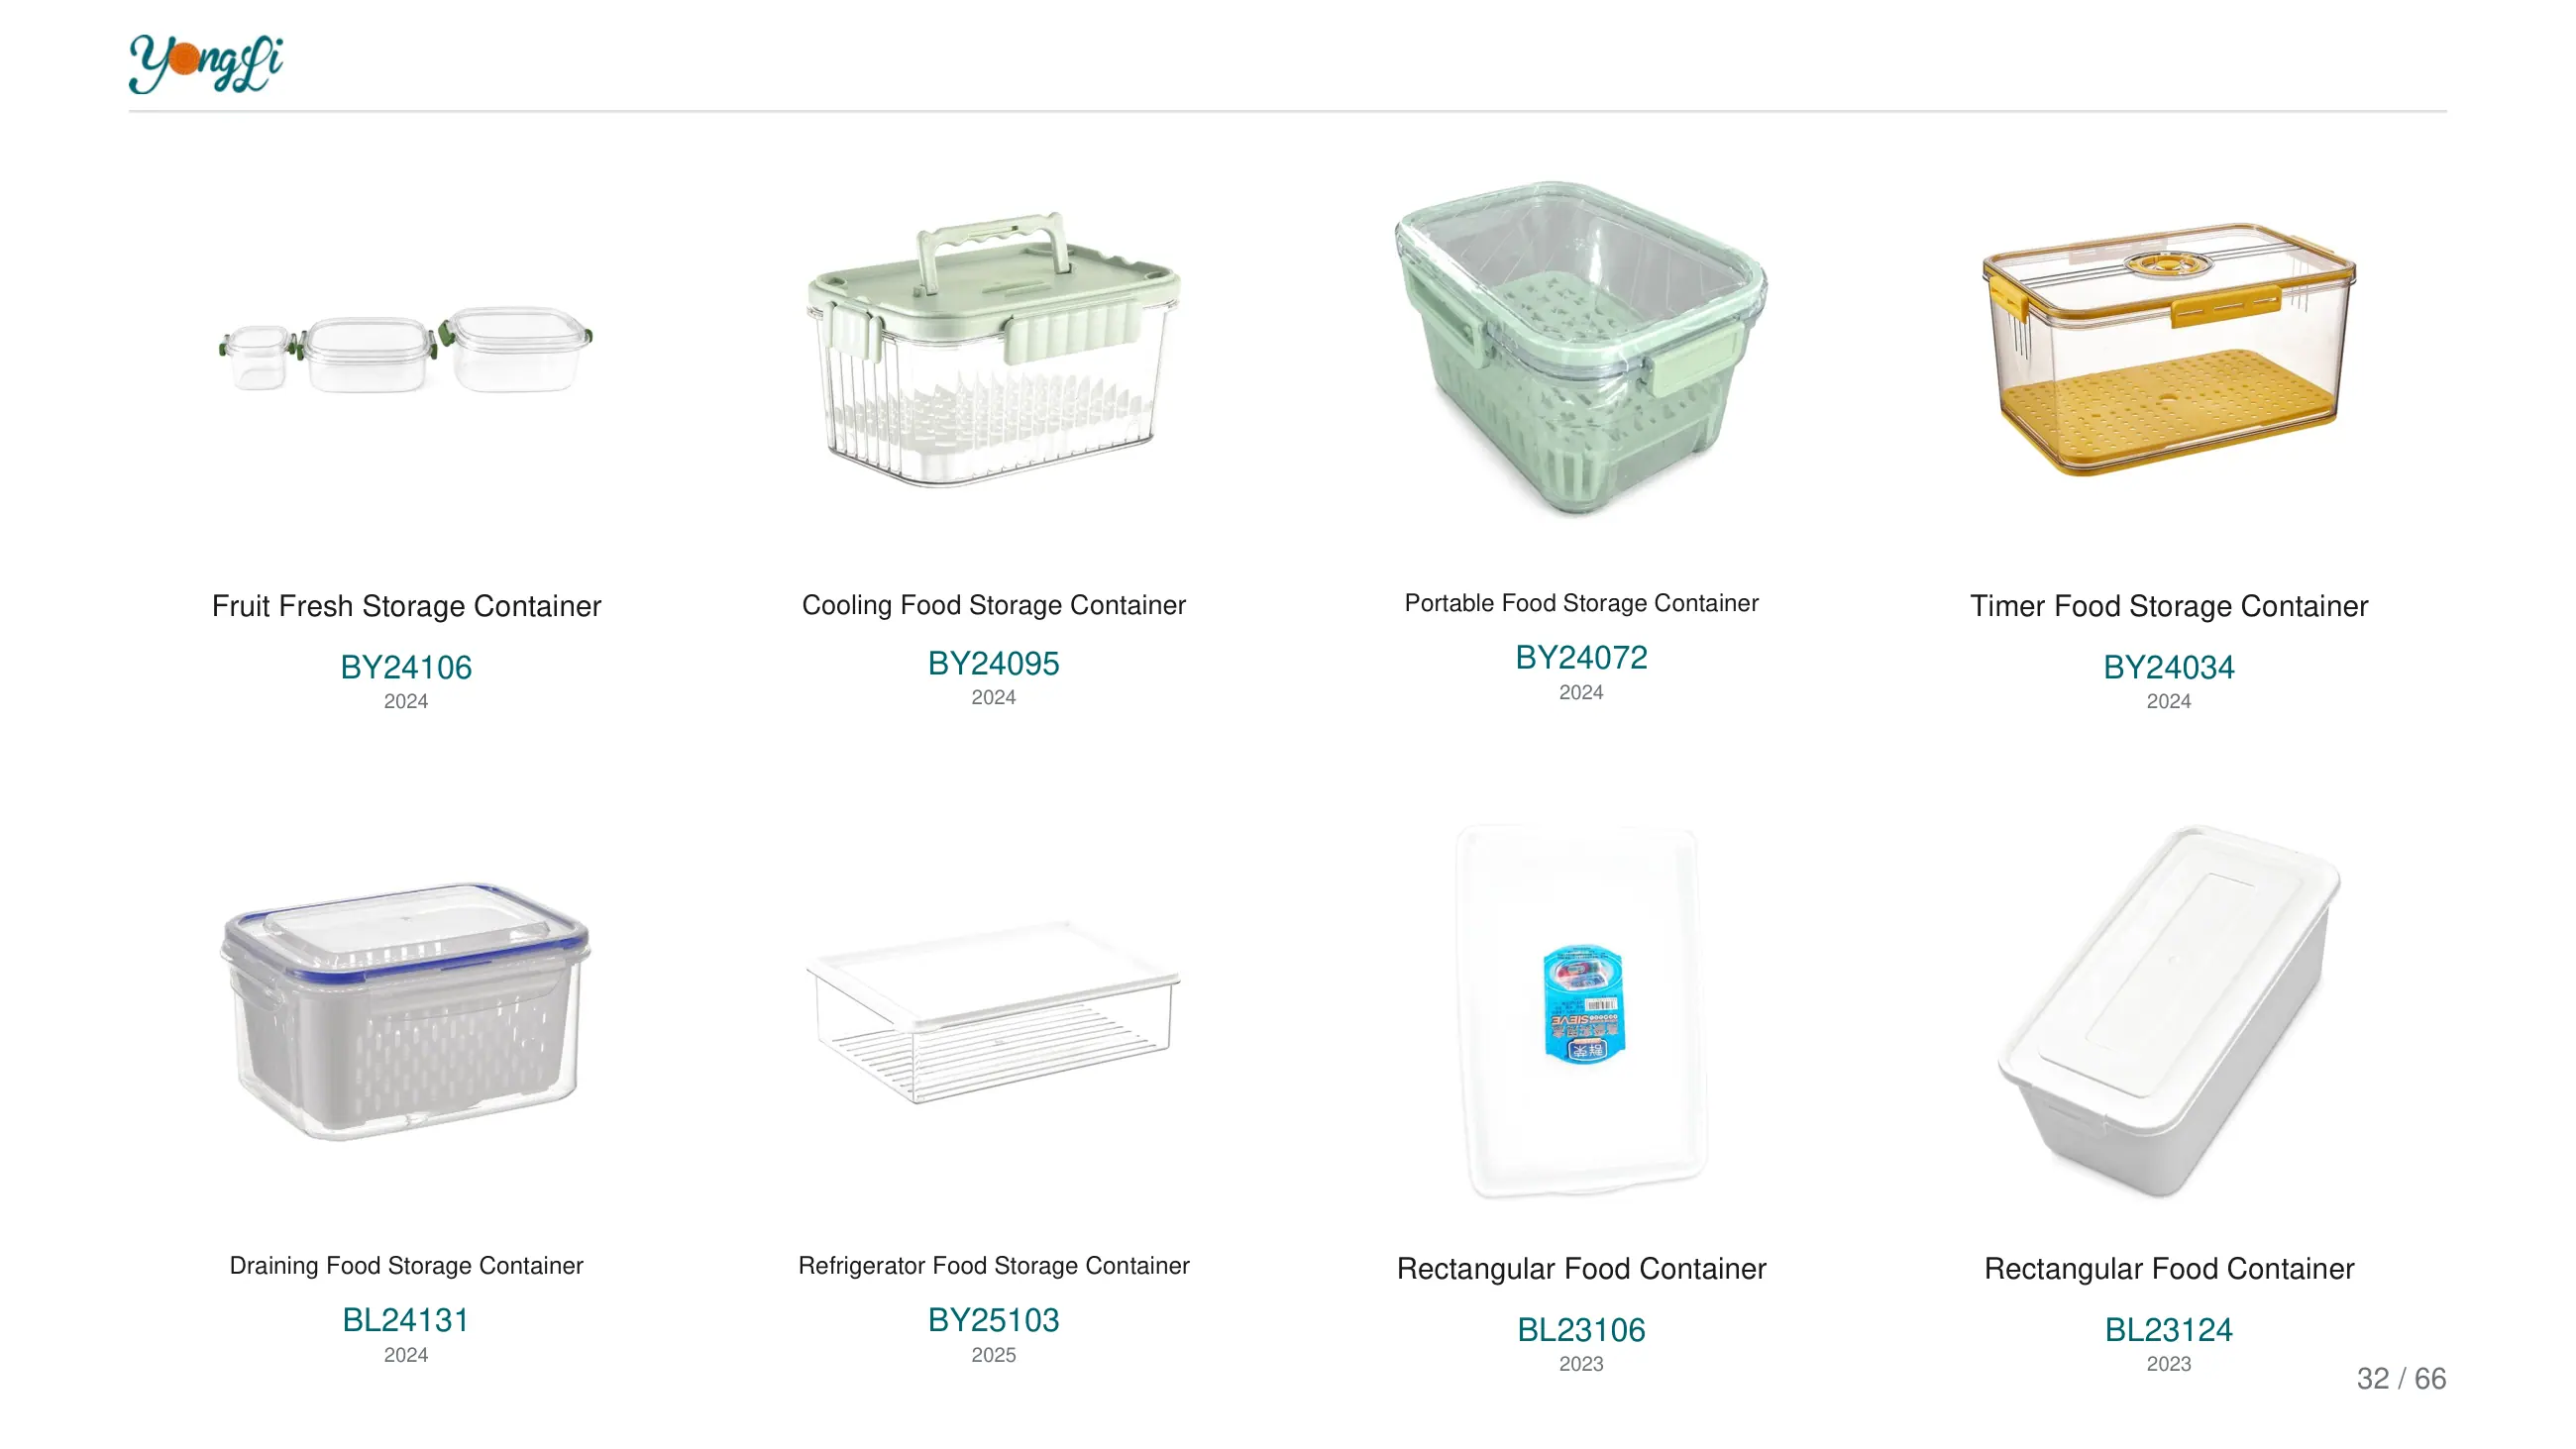 YongLi
Fruit Fresh Storage Container
BY24106
2024
Cooling Food Storage Container
BY24095
2024
Portable Food Storage Container
BY24072
2024
Timer Food Storage Container
BY24034
2024
SIEVE
Draining Food Storage Container
BL24131
2024
Refrigerator Food Storage Container
BY25103
2025
Rectangular Food Container
BL23106
2023
Rectangular Food Container
BL23124
2023
32 / 66